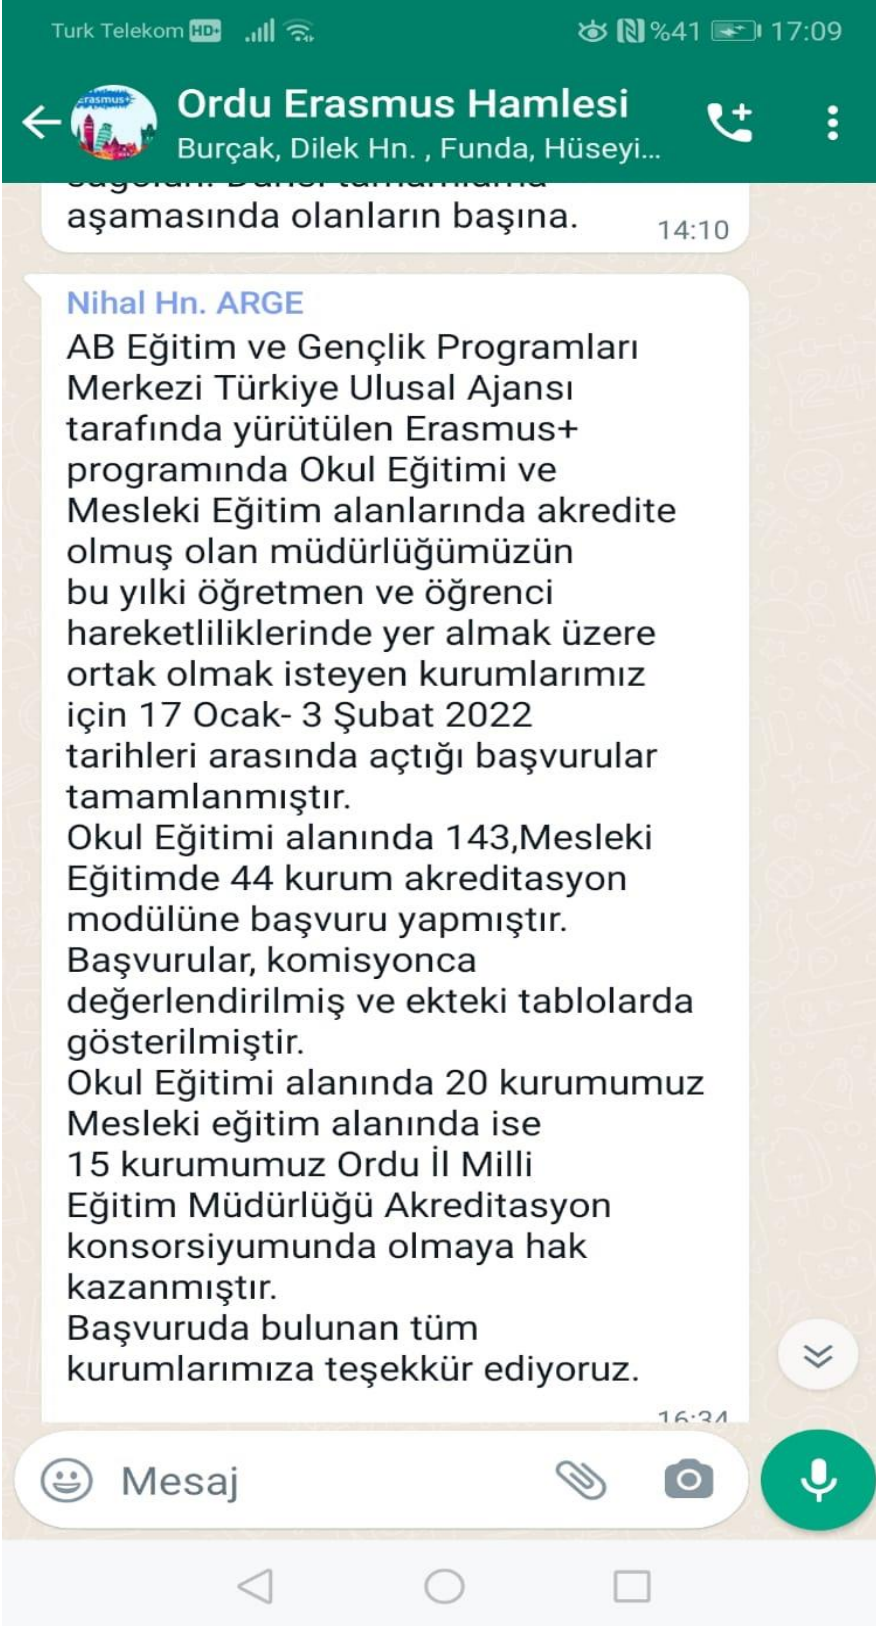 Turk Telekom HD+ %41 17:09
Erasmus+
Ordu Erasmus Hamlesi
Burçak, Dilek Hn. , Funda, Hüseyi...
aşamasında olanların başına. 14:10
Nihal Hn. ARGE
AB Eğitim ve Gençlik Programları
Merkezi Türkiye Ulusal Ajansı
tarafında yürütülen Erasmus+
programında Okul Eğitimi ve
Mesleki Eğitim alanlarında akredite
olmuş olan müdürlüğümüzün
bu yılki öğretmen ve öğrenci
hareketliliklerinde yer almak üzere
ortak olmak isteyen kurumlarımız
için 17 Ocak- 3 Şubat 2022
tarihleri arasında açtığı başvurular
tamamlanmıştır.
Okul Eğitimi alanında 143,Mesleki
Eğitimde 44 kurum akreditasyon
modülüne başvuru yapmıştır.
Başvurular, komisyonca
değerlendirilmiş ve ekteki tablolarda
gösterilmiştir.
Okul Eğitimi alanında 20 kurumumuz
Mesleki eğitim alanında ise
15 kurumumuz Ordu İl Milli
Eğitim Müdürlüğü Akreditasyon
konsorsiyumunda olmaya hak
kazanmıştır.
Başvuruda bulunan tüm
kurumlarımıza teşekkür ediyoruz.
16:34
Mesaj